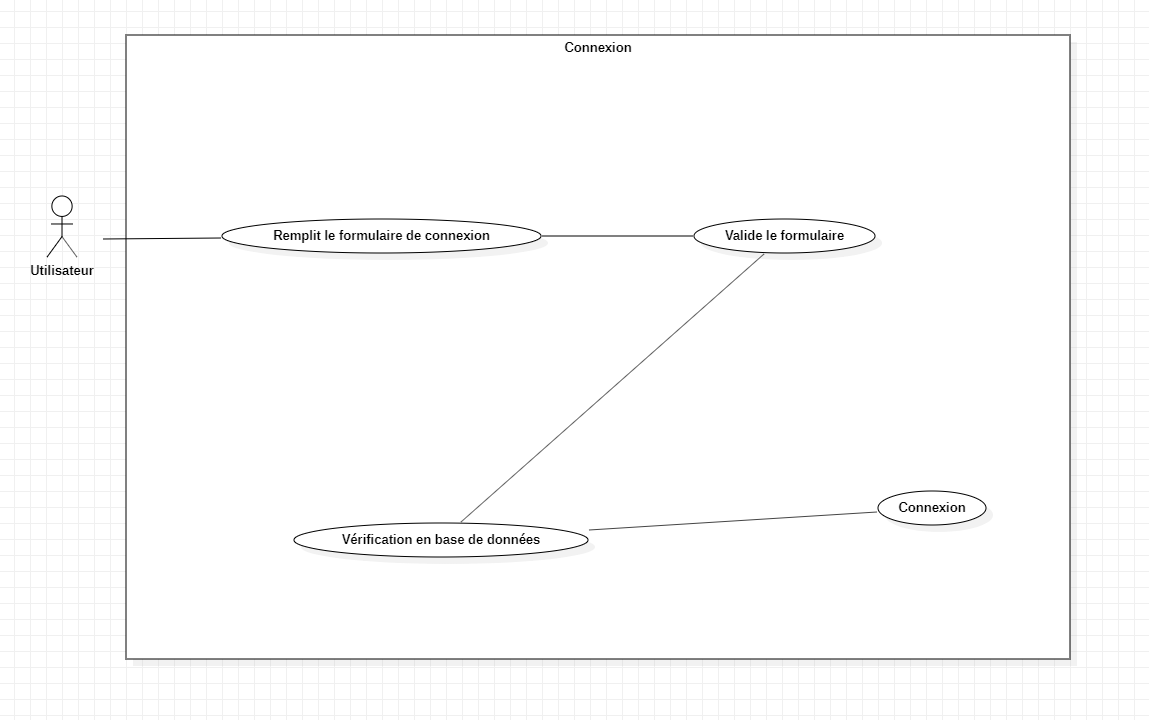 Connexion
Remplit le formulaire de connexion
Valide le formulaire
Utilisateur
Connexion
Vérification en base de données